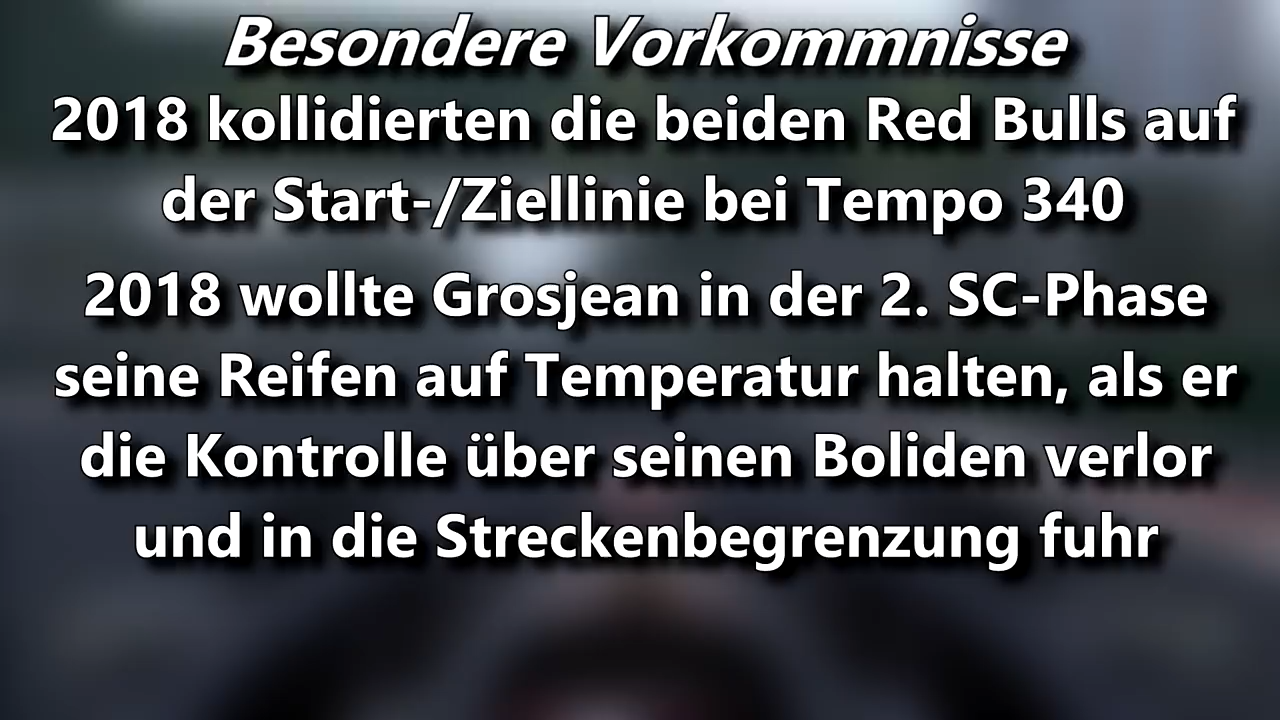 Besondere Vorkommnisse
2018 kollidierten die beiden Red Bulls auf
der Start-/Ziellinie bei Tempo 340
2018 wollte Grosjean in der 2. SC-Phase
seine Reifen auf Temperatur halten, als er
die Kontrolle über seinen Boliden verlor
und in die Streckenbegrenzung fuhr